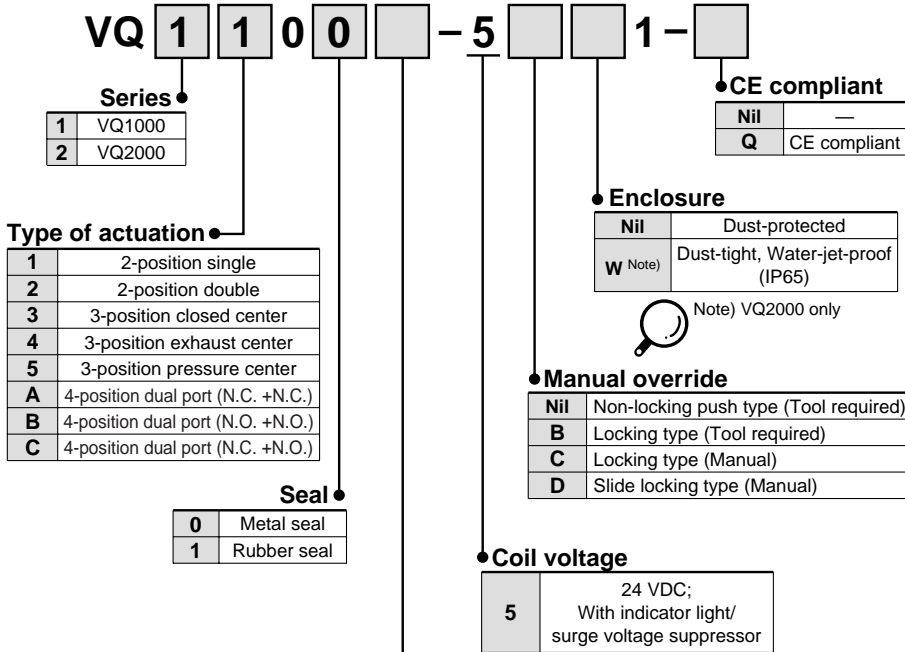 VQ 1 1 0 0 – 5 1 –
CE compliant
Nil —
Q CE compliant
Series
1 VQ1000
2 VQ2000
Enclosure
Nil Dust-protected
W Note) Dust-tight, Water-jet-proof
(IP65)
Note) VQ2000 only
Type of actuation
1 2-position single
2 2-position double
3 3-position closed center
4 3-position exhaust center
5 3-position pressure center
A 4-position dual port (N.C. +N.C.)
B 4-position dual port (N.O. +N.O.)
C 4-position dual port (N.C. +N.O.)
Manual override
Nil Non-locking push type (Tool required)
B Locking type (Tool required)
C Locking type (Manual)
D Slide locking type (Manual)
Seal
0 Metal seal
1 Rubber seal
Coil voltage
5 24 VDC;
With indicator light/
surge voltage suppressor